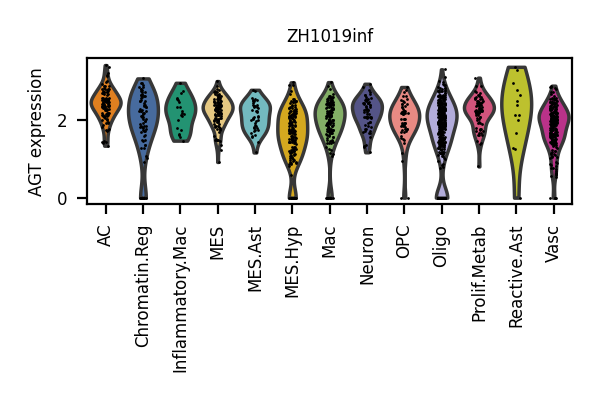 ZH1019inf
AGT expression
2
0
AC
Chromatin.Reg
Inflammatory.Mac
MES
MES.Ast
MES.Hyp
Mac
Neuron
OPC
Oligo
Prolif.Metab
Reactive.Ast
Vasc